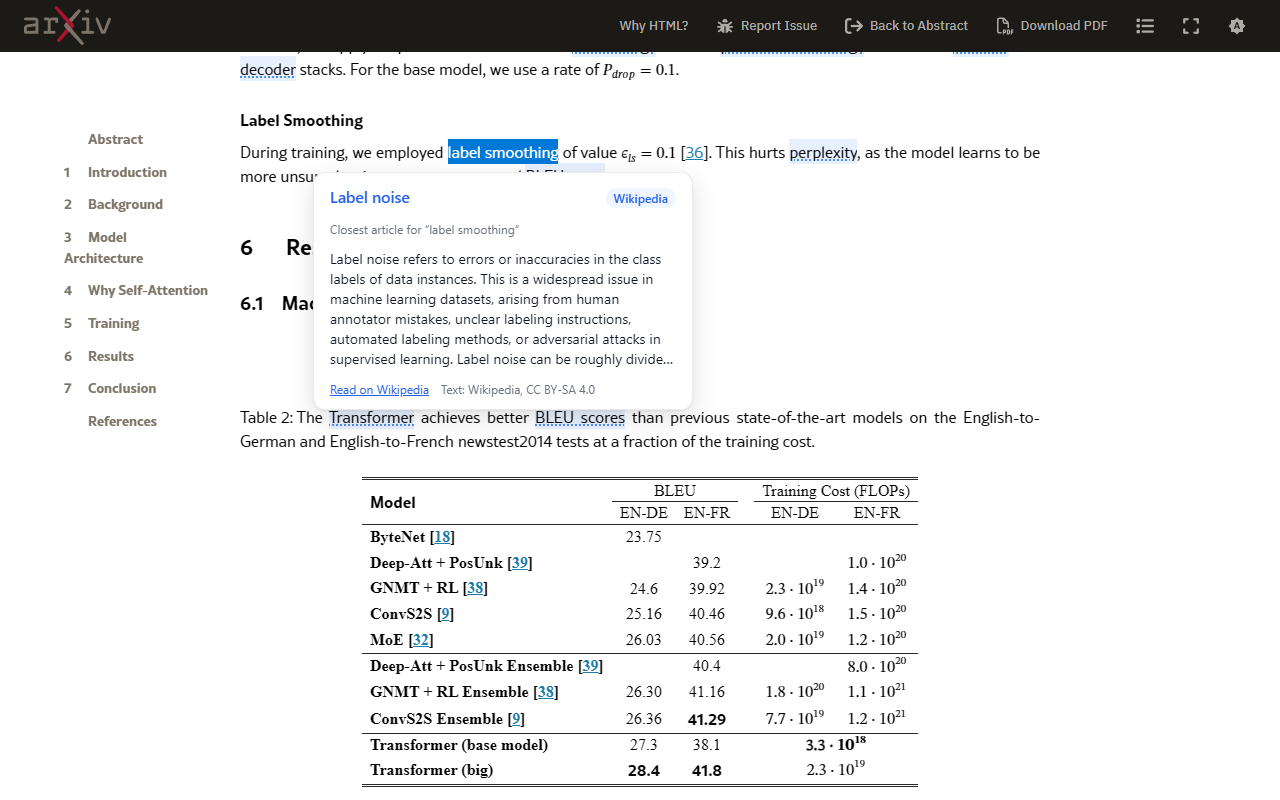 arXiv
Why HTML? Report Issue Back to Abstract Download PDF
decoder stacks. For the base model, we use a rate of P_drop = 0.1.
Abstract
1 Introduction
2 Background
3 Model
Architecture
4 Why Self-Attention
5 Training
6 Results
7 Conclusion
References
Label Smoothing
During training, we employed label smoothing of value ϵ_ls = 0.1 [36]. This hurts perplexity, as the model learns to be
more
Label noise Wikipedia
Closest article for “label smoothing”
Label noise refers to errors or inaccuracies in the class
labels of data instances. This is a widespread issue in
machine learning datasets, arising from human
annotator mistakes, unclear labeling instructions,
automated labeling methods, or adversarial attacks in
supervised learning. Label noise can be roughly divide...
Read on Wikipedia Text: Wikipedia, CC BY-SA 4.0
6
6.1
Table 2: The Transformer achieves better BLEU scores than previous state-of-the-art models on the English-to-
German and English-to-French newstest2014 tests at a fraction of the training cost.
Model BLEU Training Cost (FLOPs)
EN-DE EN-FR EN-DE EN-FR
ByteNet [18] 23.75
Deep-Att + PosUnk [39] 39.2 1.0 · 10^20
GNMT + RL [38] 24.6 39.92 2.3 · 10^19 1.4 · 10^20
ConvS2S [9] 25.16 40.46 9.6 · 10^18 1.5 · 10^20
MoE [32] 26.03 40.56 2.0 · 10^19 1.2 · 10^20
Deep-Att + PosUnk Ensemble [39] 40.4 8.0 · 10^20
GNMT + RL Ensemble [38] 26.30 41.16 1.8 · 10^20 1.1 · 10^21
ConvS2S Ensemble [9] 26.36 41.29 7.7 · 10^19 1.2 · 10^21
Transformer (base model) 27.3 38.1 3.3 · 10^18
Transformer (big) 28.4 41.8 2.3 · 10^19